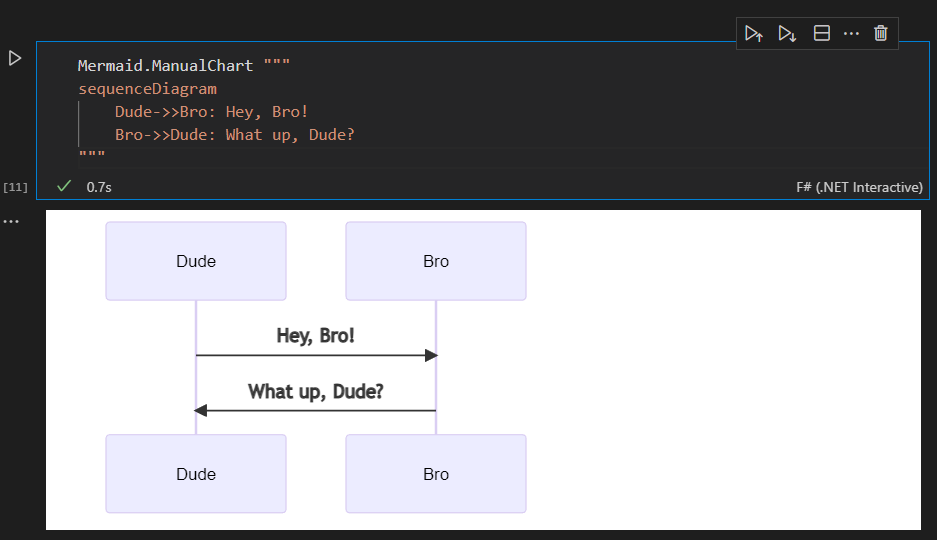 Mermaid.ManualChart """
sequenceDiagram
    Dude->>Bro: Hey, Bro!
    Bro->>Dude: What up, Dude?
"""
[11]
0.7s
F# (.NET Interactive)
Dude
Bro
Hey, Bro!
What up, Dude?
Dude
Bro